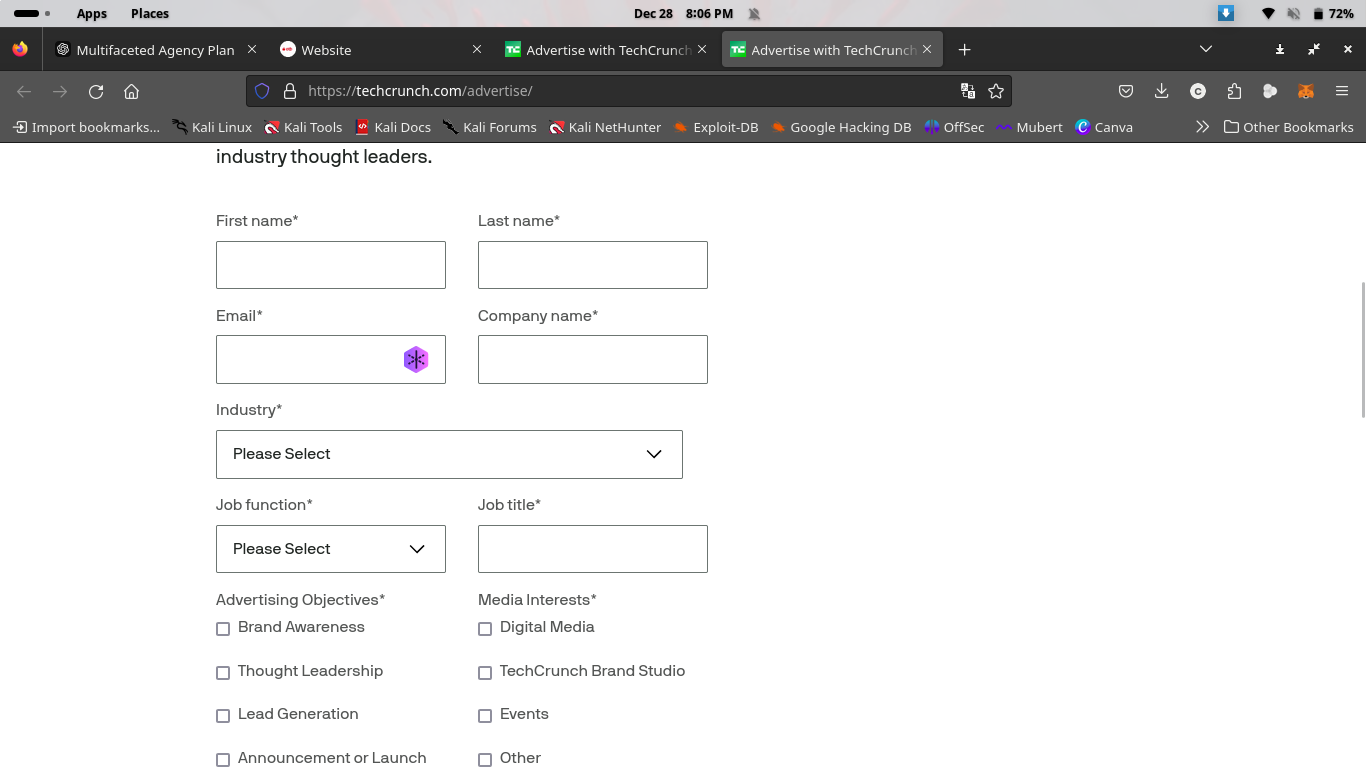 Apps Places Dec 28 8:06 PM 72%
Multifaceted Agency Plan Website Advertise with TechCrunch Advertise with TechCrunch
https://techcrunch.com/advertise/
Import bookmarks... Kali Linux Kali Tools Kali Docs Kali Forums Kali NetHunter Exploit-DB Google Hacking DB OffSec Mubert Canva Other Bookmarks
industry thought leaders.
First name* Last name*
Email* Company name*
Industry*
Please Select
Job function* Job title*
Please Select
Advertising Objectives* Media Interests*
Brand Awareness Digital Media
Thought Leadership TechCrunch Brand Studio
Lead Generation Events
Announcement or Launch Other